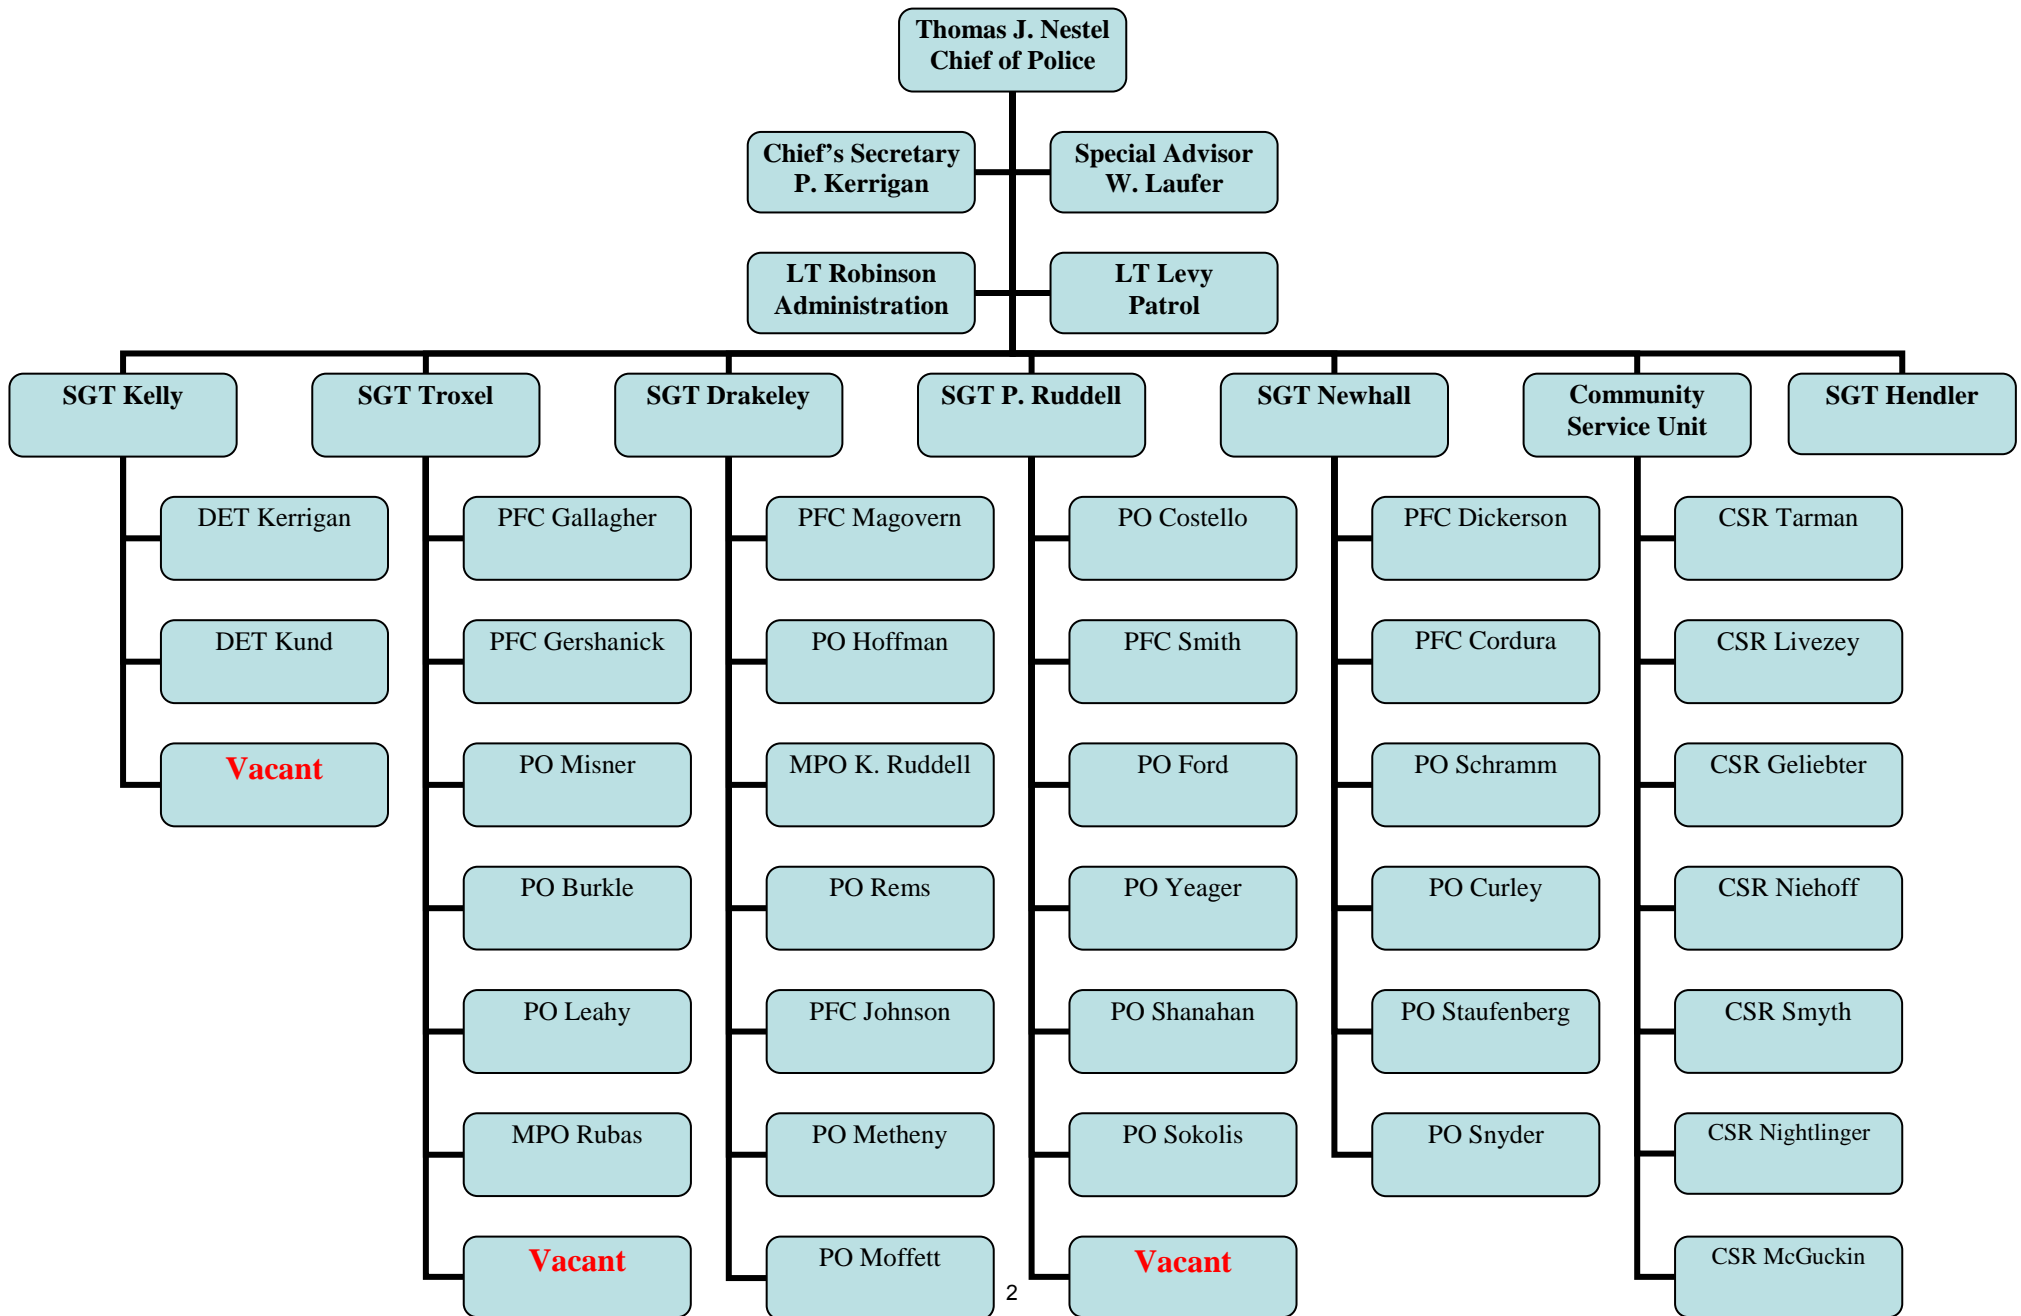 Thomas J. Nestel
Chief of Police
Chief’s Secretary
P. Kerrigan
Special Advisor
W. Laufer
LT Robinson
Administration
LT Levy
Patrol
SGT Kelly
SGT Troxel
SGT Drakeley
SGT P. Ruddell
SGT Newhall
Community
Service Unit
SGT Hendler
DET Kerrigan
PFC Gallagher
PFC Magovern
PO Costello
PFC Dickerson
CSR Tarman
DET Kund
PFC Gershanick
PO Hoffman
PFC Smith
PFC Cordura
CSR Livezey
Vacant
PO Misner
MPO K. Ruddell
PO Ford
PO Schramm
CSR Geliebter
PO Burkle
PO Rems
PO Yeager
PO Curley
CSR Niehoff
PO Leahy
PFC Johnson
PO Shanahan
PO Staufenberg
CSR Smyth
MPO Rubas
PO Metheny
PO Sokolis
PO Snyder
CSR Nightlinger
Vacant
PO Moffett
Vacant
CSR McGuckin
2